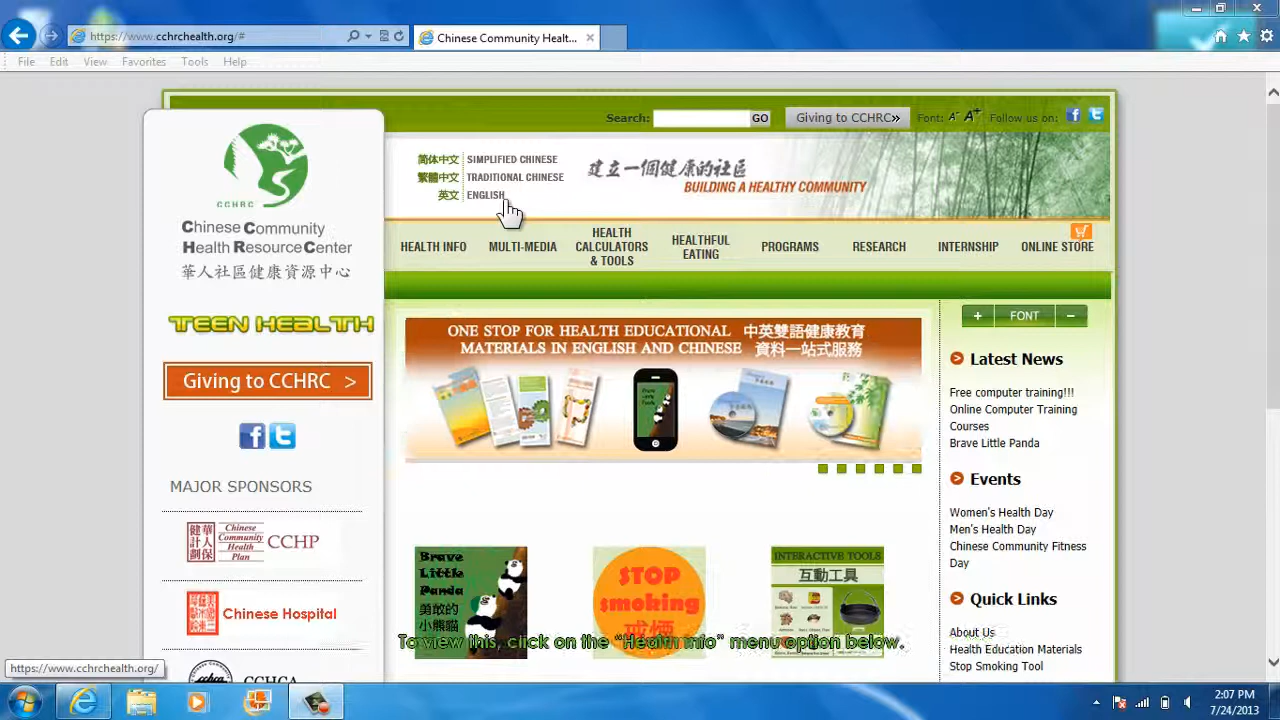 https://www.cchrchealth.org/#
Chinese Community Healt...
File Edit View Favorites Tools Help
Search: GO Giving to CCHRC» Font: A- A+ Follow us on:
简体中文 SIMPLIFIED CHINESE
繁體中文 TRADITIONAL CHINESE
英文 ENGLISH
建立一個健康的社區
BUILDING A HEALTHY COMMUNITY
CCHRC
Chinese Community
Health Resource Center
華人社區健康資源中心
HEALTH INFO
MULTI-MEDIA
HEALTH
CALCULATORS
& TOOLS
HEALTHFUL
EATING
PROGRAMS
RESEARCH
INTERNSHIP
ONLINE STORE
TEEN HEALTH
Giving to CCHRC >
MAJOR SPONSORS
健華
計人
劃保
Chinese
Community
Health
Plan
CCHP
Chinese Hospital
ONE STOP FOR HEALTH EDUCATIONAL 中英雙語健康教育
MATERIALS IN ENGLISH AND CHINESE 資料一站式服務
Brave
Little
Panda
勇敢的
小熊貓
STOP
smoking
戒煙
INTERACTIVE TOOLS
互動工具
To view this, click on the "Health Info" menu option below.
+ FONT -
Latest News
Free computer training!!!
Online Computer Training
Courses
Brave Little Panda
Events
Women's Health Day
Men's Health Day
Chinese Community Fitness
Day
Quick Links
About Us
Health Education Materials
Stop Smoking Tool
https://www.cchrchealth.org/
2:07 PM
7/24/2013